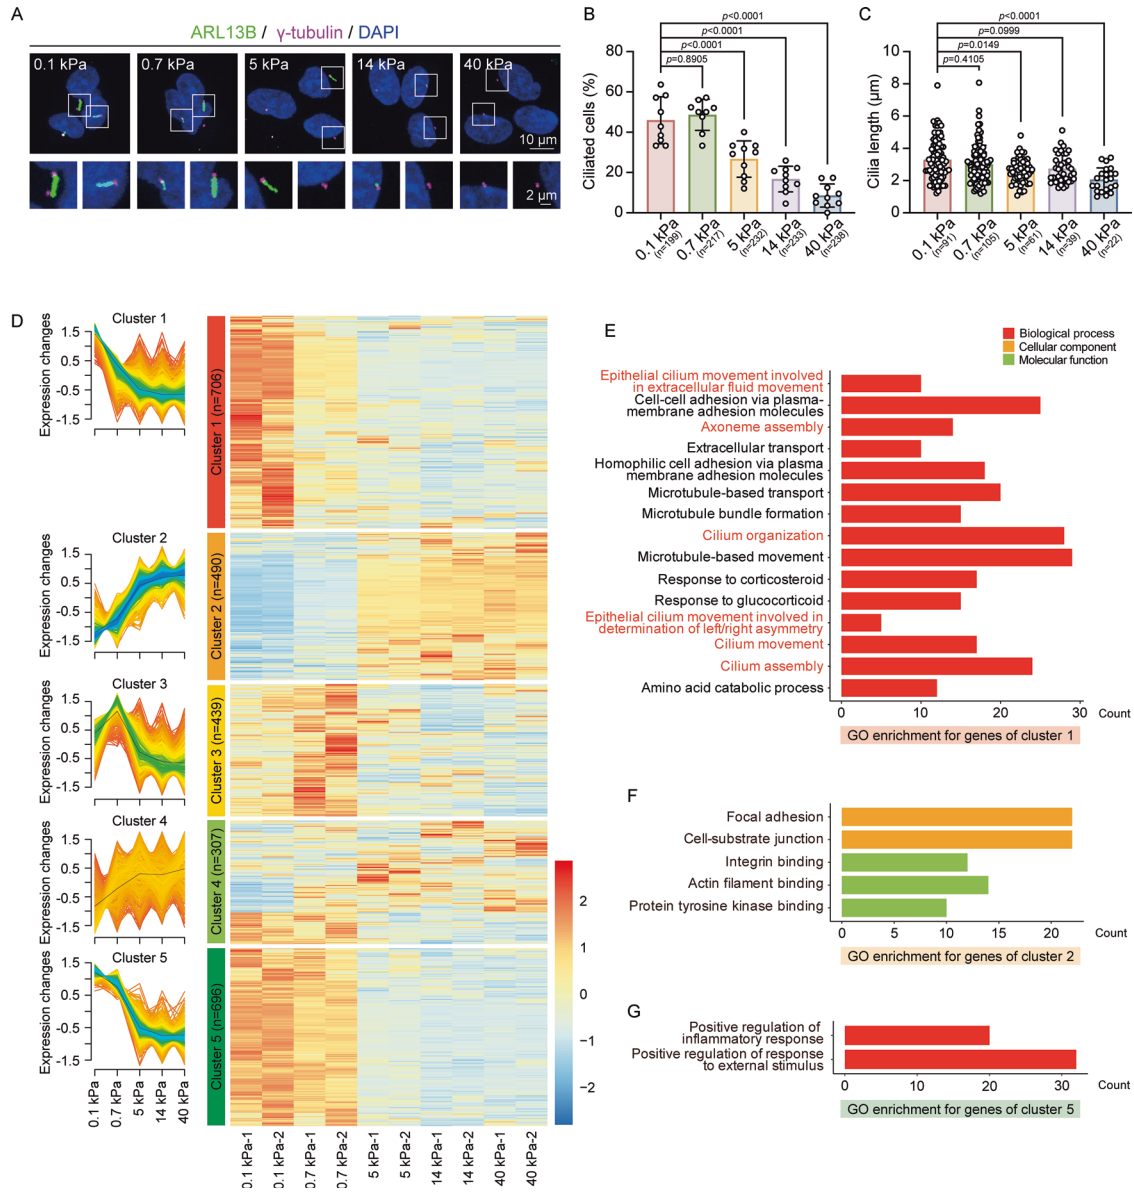 A
ARL13B / γ-tubulin / DAPI
0.1 kPa
0.7 kPa
5 kPa
14 kPa
40 kPa
10 µm
2 µm
B
p<0.0001
p<0.0001
p<0.0001
p=0.8905
Ciliated cells (%)
80
60
40
20
0
0.1 kPa
(n=199)
0.7 kPa
(n=217)
5 kPa
(n=232)
14 kPa
(n=233)
40 kPa
(n=238)
C
p<0.0001
p=0.0999
p=0.0149
p=0.4105
Cilia length (µm)
10
8
6
4
2
0
0.1 kPa
(n=91)
0.7 kPa
(n=105)
5 kPa
(n=61)
14 kPa
(n=39)
40 kPa
(n=22)
D
Cluster 1
Expression changes
1.5
0.5
-0.5
-1.5
Cluster 2
Expression changes
1.5
0.5
-0.5
-1.5
Cluster 3
Expression changes
1.5
0.5
-0.5
-1.5
Cluster 4
Expression changes
1.5
0.5
-0.5
-1.5
Cluster 5
Expression changes
0.5
-0.5
-1.5
0.1 kPa
0.7 kPa
5 kPa
14 kPa
40 kPa
Cluster 1 (n=706)
Cluster 2 (n=490)
Cluster 3 (n=439)
Cluster 4 (n=307)
Cluster 5 (n=696)
0.1 kPa-1
0.1 kPa-2
0.7 kPa-1
0.7 kPa-2
5 kPa-1
5 kPa-2
14 kPa-1
14 kPa-2
40 kPa-1
40 kPa-2
2
1
0
−1
−2
E
Biological process
Cellular component
Molecular function
Epithelial cilium movement involved
in extracellular fluid movement
Cell-cell adhesion via plasma-
membrane adhesion molecules
Axoneme assembly
Extracellular transport
Homophilic cell adhesion via plasma
membrane adhesion molecules
Microtubule-based transport
Microtubule bundle formation
Cilium organization
Microtubule-based movement
Response to corticosteroid
Response to glucocorticoid
Epithelial cilium movement involved in
determination of left/right asymmetry
Cilium movement
Cilium assembly
Amino acid catabolic process
0
10
20
30
Count
GO enrichment for genes of cluster 1
F
Focal adhesion
Cell-substrate junction
Integrin binding
Actin filament binding
Protein tyrosine kinase binding
0
5
10
15
20
Count
GO enrichment for genes of cluster 2
G
Positive regulation of
inflammatory response
Positive regulation of response
to external stimulus
0
10
20
30
Count
GO enrichment for genes of cluster 5